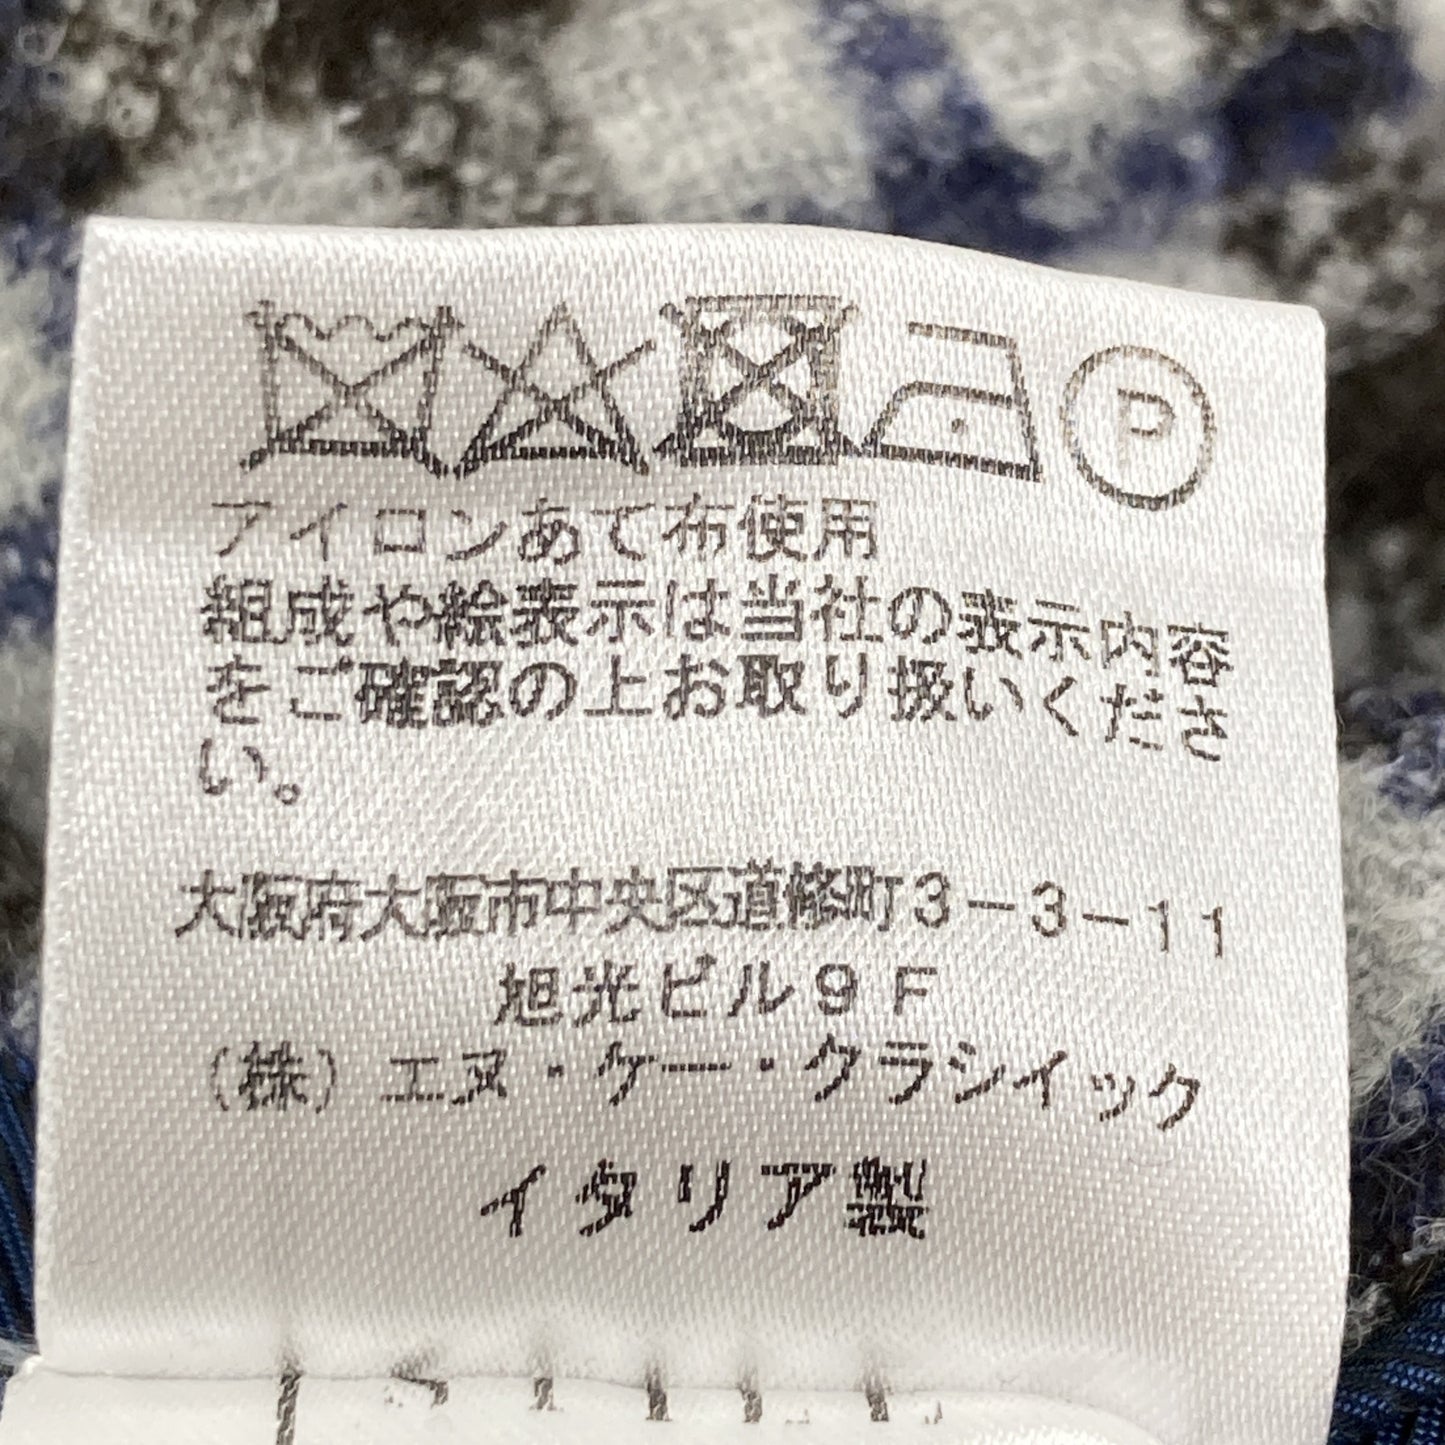 P
アイロンあて布使用
組成や絵表示は当社の表示内容
をご確認の上お取り扱いくださ
い。
大阪府大阪市中央区道修町3-3-11
旭光ビル9F
(株)エヌ・ケー・クラシイック
イタリア製